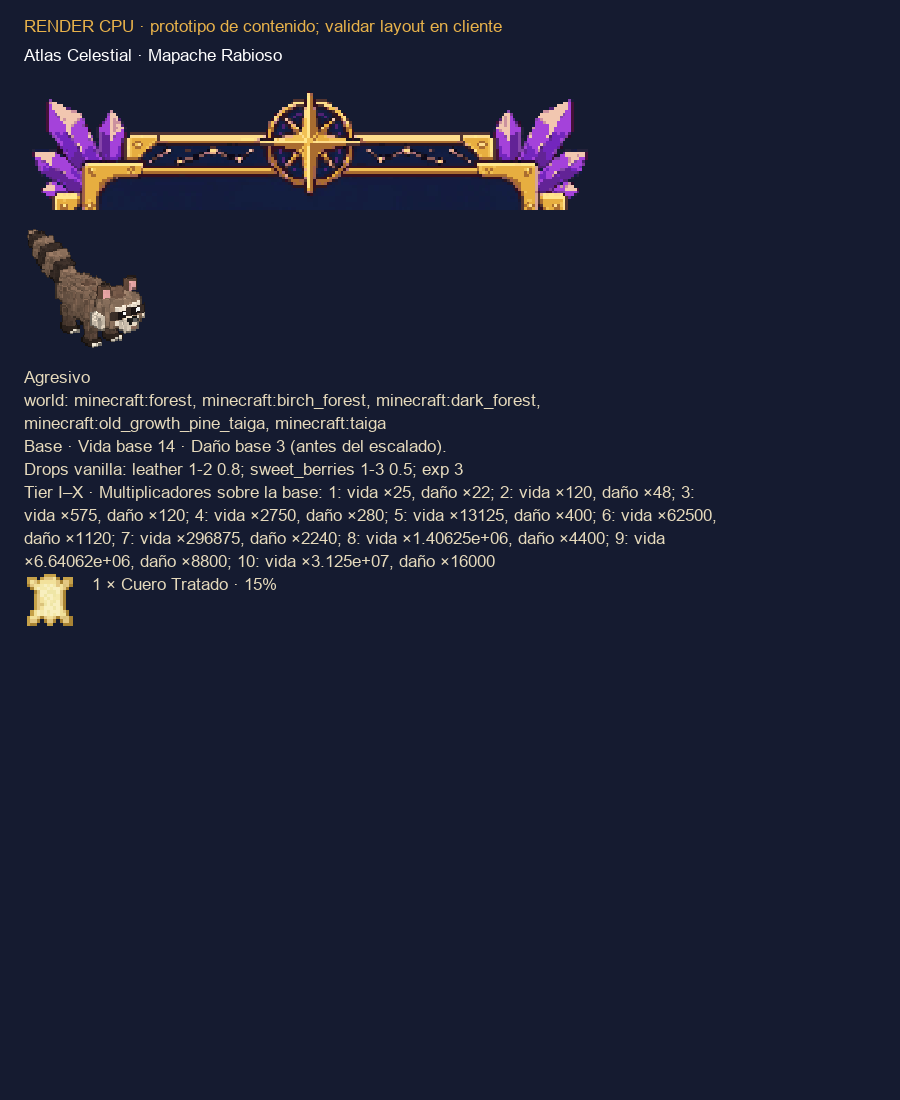 RENDER CPU · prototipo de contenido; validar layout en cliente
Atlas Celestial · Mapache Rabioso
Agresivo
world: minecraft:forest, minecraft:birch_forest, minecraft:dark_forest,
minecraft:old_growth_pine_taiga, minecraft:taiga
Base · Vida base 14 · Daño base 3 (antes del escalado).
Drops vanilla: leather 1-2 0.8; sweet_berries 1-3 0.5; exp 3
Tier I–X · Multiplicadores sobre la base: 1: vida ×25, daño ×22; 2: vida ×120, daño ×48; 3:
vida ×575, daño ×120; 4: vida ×2750, daño ×280; 5: vida ×13125, daño ×400; 6: vida ×62500,
daño ×1120; 7: vida ×296875, daño ×2240; 8: vida ×1.40625e+06, daño ×4400; 9: vida
×6.64062e+06, daño ×8800; 10: vida ×3.125e+07, daño ×16000
1 × Cuero Tratado · 15%